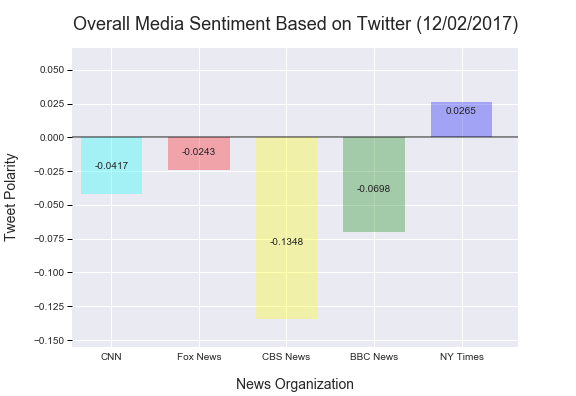 Overall Media Sentiment Based on Twitter (12/02/2017)
Tweet Polarity
0.050
0.025
0.000
−0.025
−0.050
−0.075
−0.100
−0.125
−0.150
-0.0417
-0.0243
-0.1348
-0.0698
0.0265
CNN
Fox News
CBS News
BBC News
NY Times
News Organization